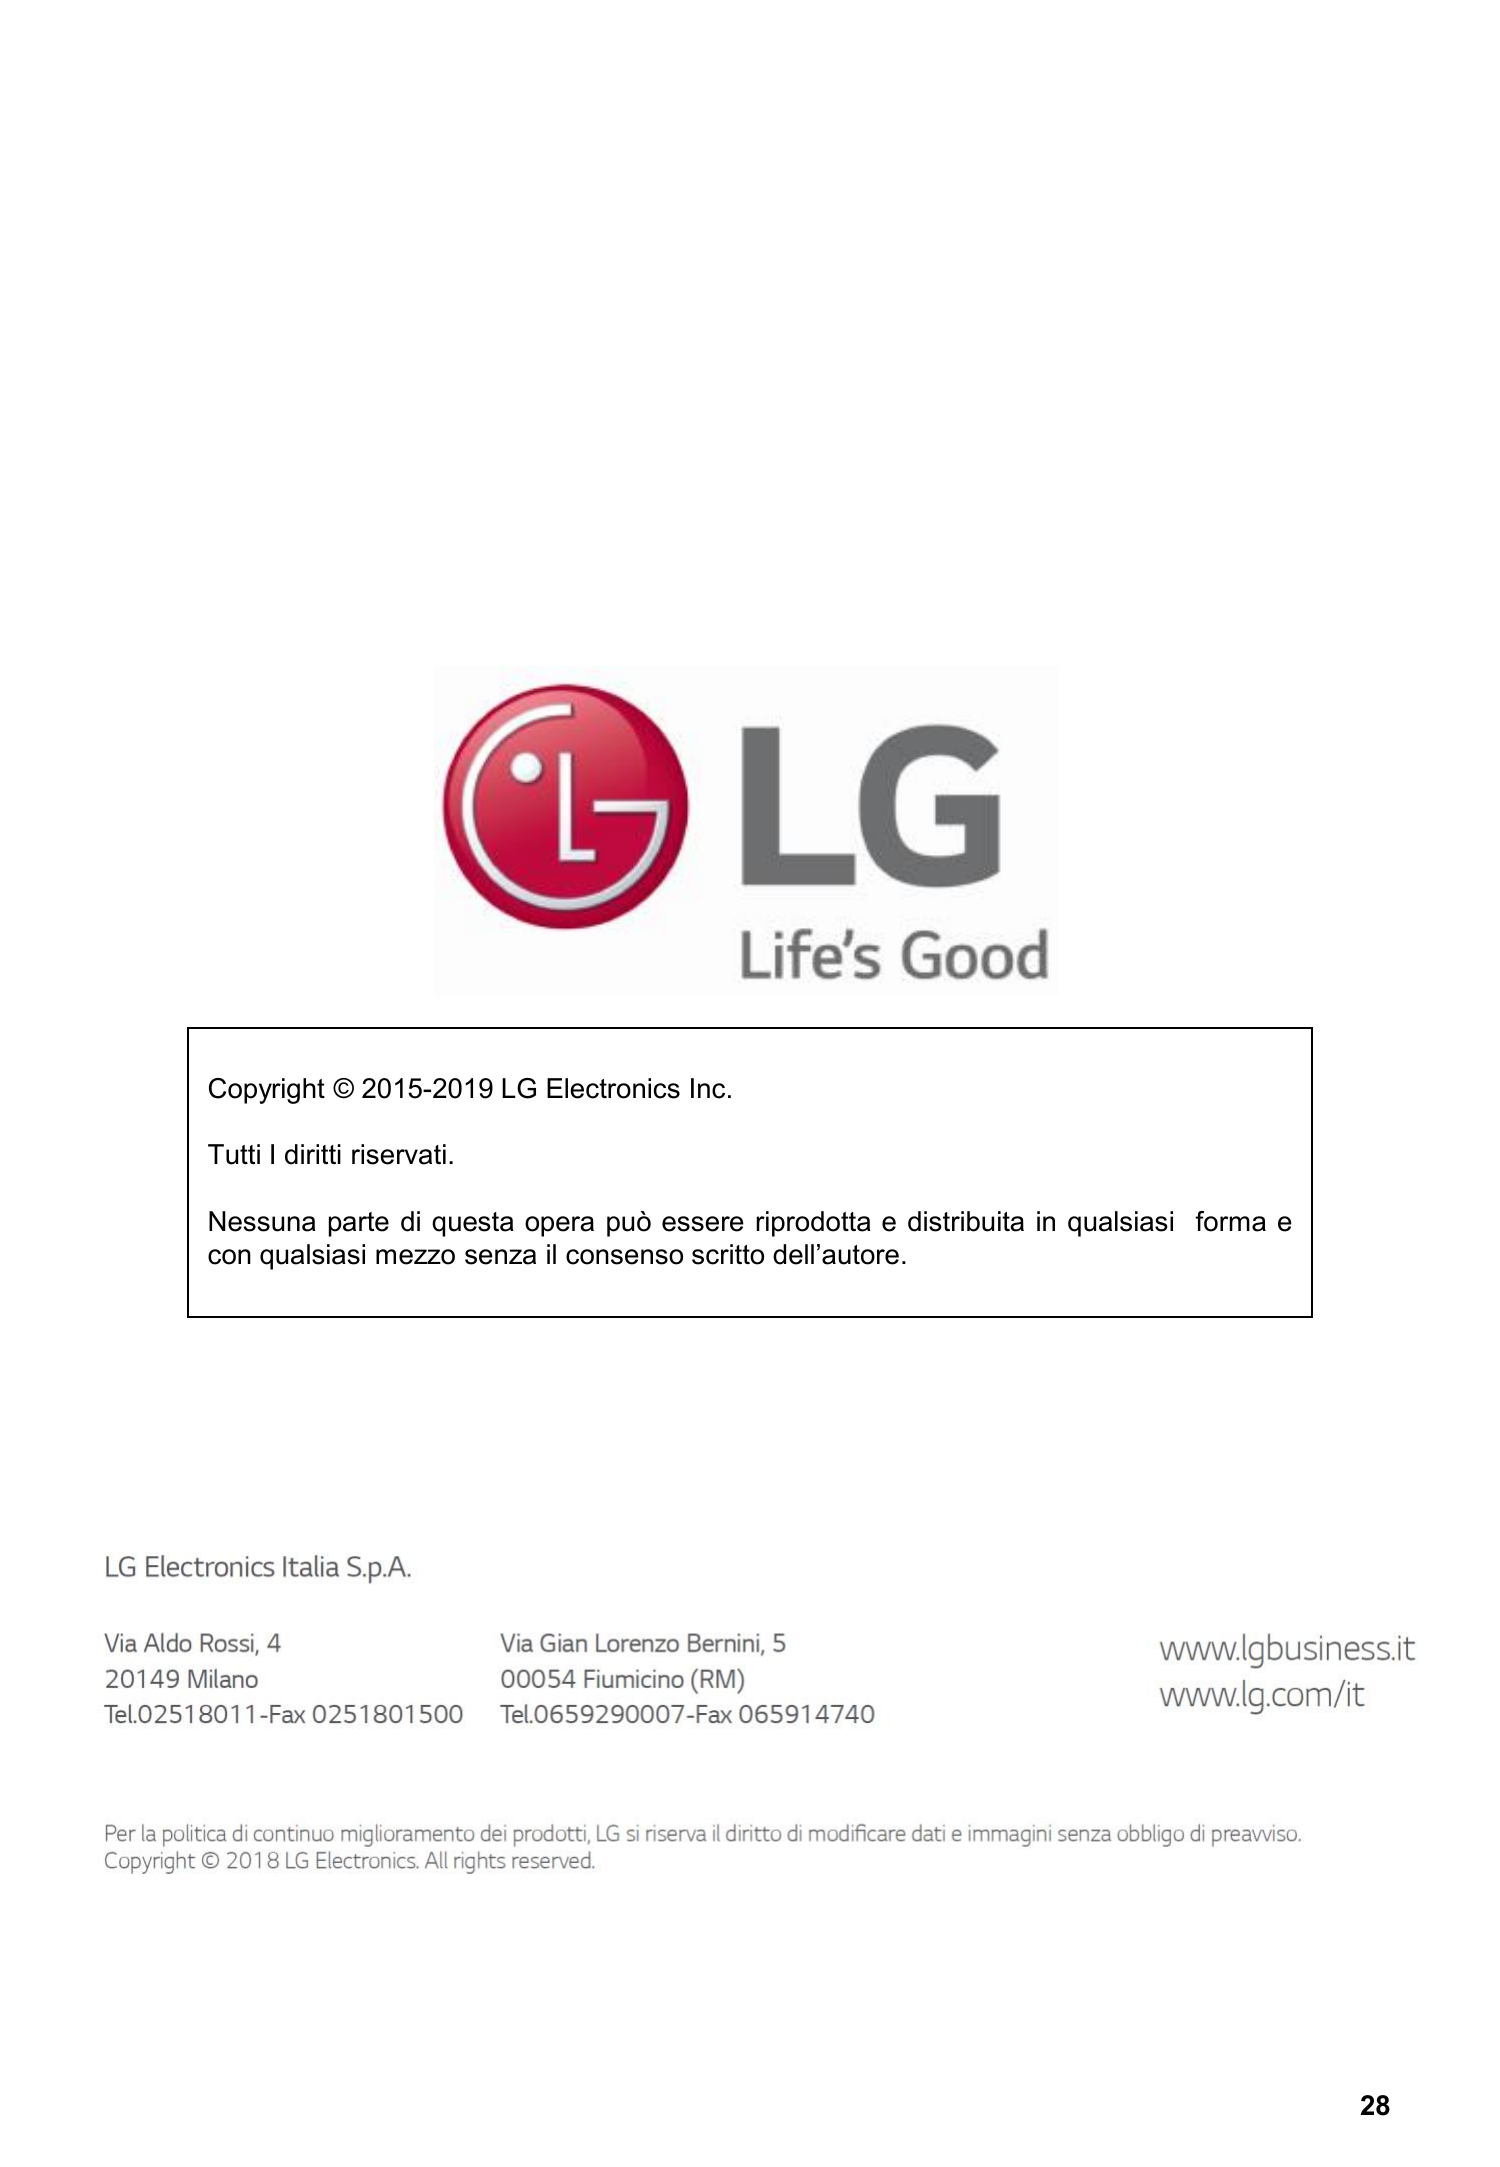 LG
Life's Good
Copyright © 2015-2019 LG Electronics Inc.
Tutti I diritti riservati.
Nessuna parte di questa opera può essere riprodotta e distribuita in qualsiasi forma e
con qualsiasi mezzo senza il consenso scritto dell’autore.
LG Electronics Italia S.p.A.
Via Aldo Rossi, 4
20149 Milano
Tel.02518011-Fax 0251801500
Via Gian Lorenzo Bernini, 5
00054 Fiumicino (RM)
Tel.0659290007-Fax 065914740
www.lgbusiness.it
www.lg.com/it
Per la politica di continuo miglioramento dei prodotti, LG si riserva il diritto di modificare dati e immagini senza obbligo di preavviso.
Copyright © 2018 LG Electronics. All rights reserved.
28